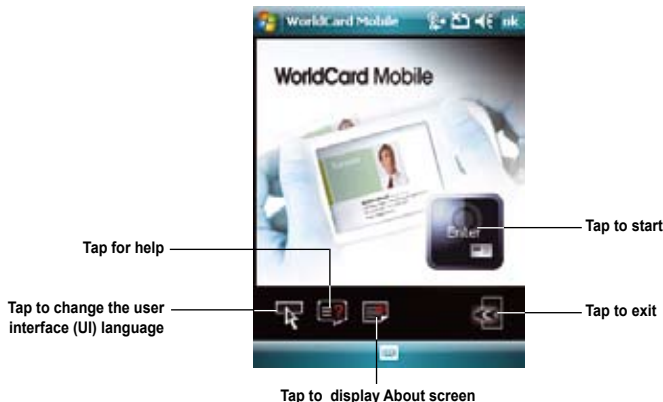 WorldCard Mobile
ok
WorldCard Mobile
Enter
Tap to start
Tap for help
Tap to change the user
interface (UI) language
Tap to exit
Tap to display About screen